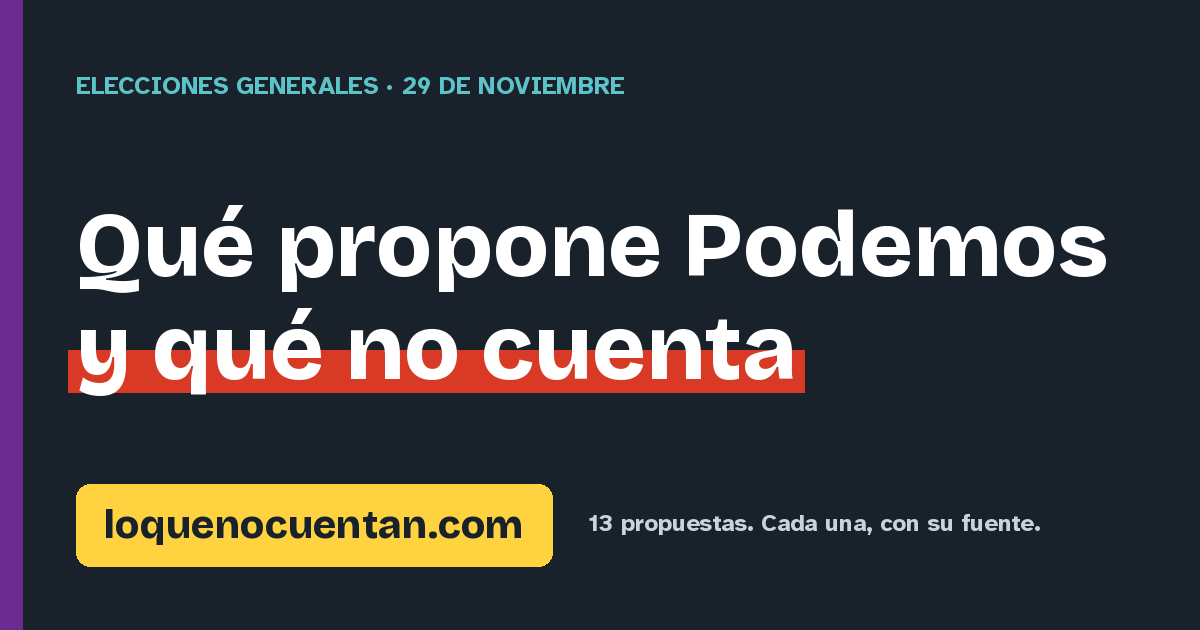 ELECCIONES GENERALES · 29 DE NOVIEMBRE
Qué propone Podemos
y qué no cuenta
loquenocuentan.com
13 propuestas. Cada una, con su fuente.